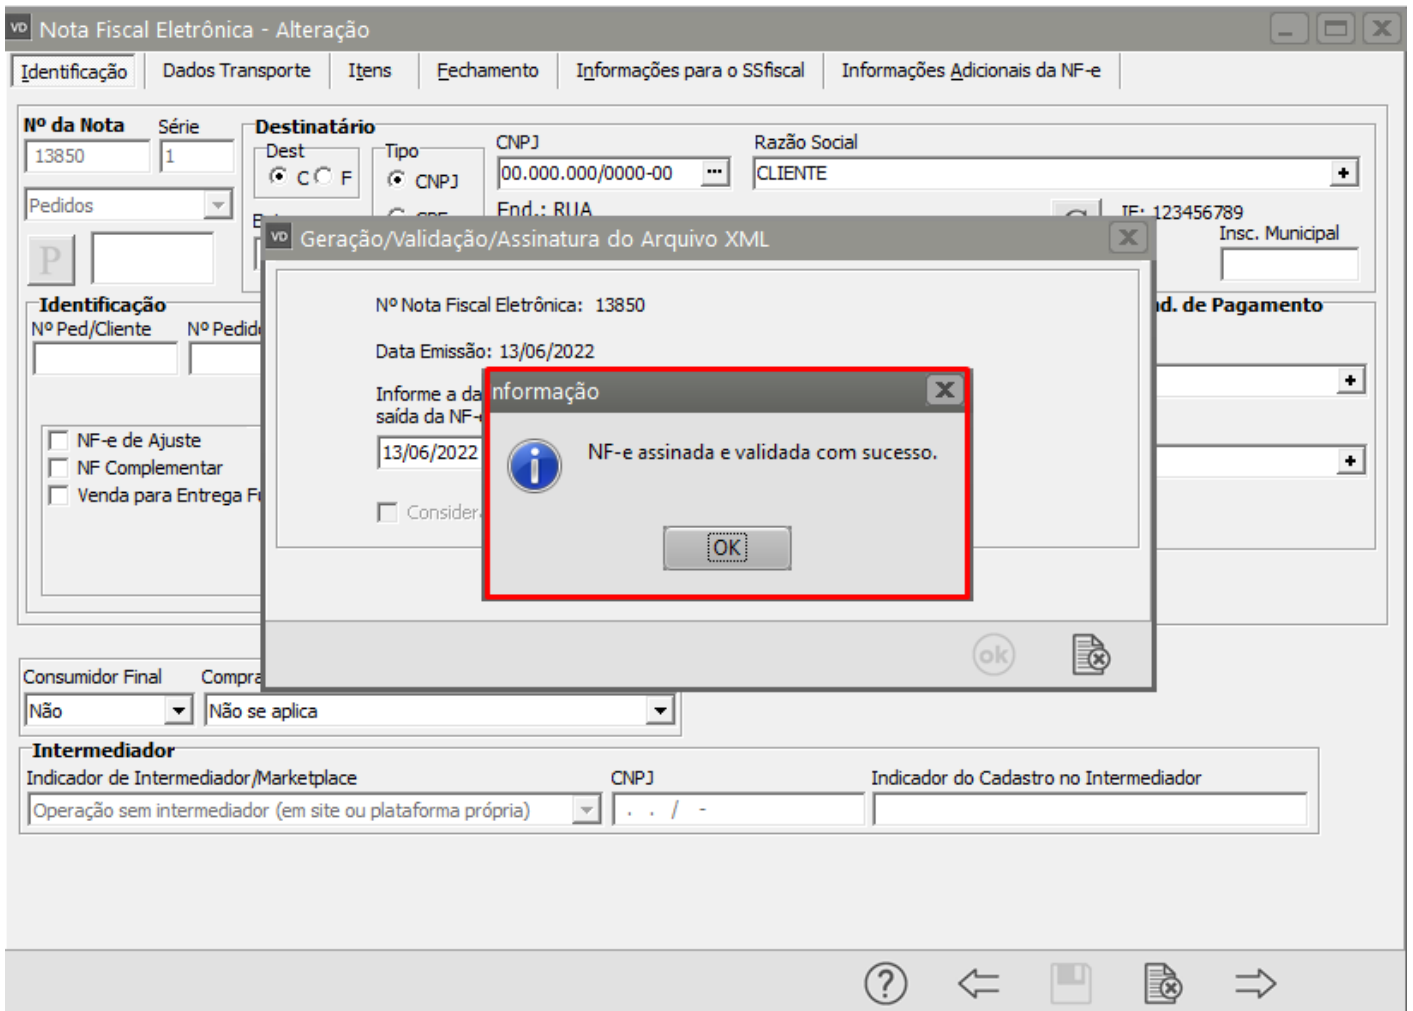 VD Nota Fiscal Eletrônica - Alteração
Identificação Dados Transporte Itens Fechamento Informações para o SSfiscal Informações Adicionais da NF-e
Nº da Nota Série Destinatário
Dest Tipo CNPJ Razão Social
13850 1 C F CNPJ 00.000.000/0000-00 ... CLIENTE +
Pedidos End.: RUA IE: 123456789
Insc. Municipal
P
VD Geração/Validação/Assinatura do Arquivo XML
Identificação
Nº Ped/Cliente Nº Pedid
Nº Nota Fiscal Eletrônica: 13850
d. de Pagamento
Data Emissão: 13/06/2022
+
Informe a da
saída da NF-
13/06/2022
Consider
nformação
NF-e assinada e validada com sucesso.
OK
NF-e de Ajuste
NF Complementar
Venda para Entrega F
+
ok
Consumidor Final Compra
Não Não se aplica
Intermediador
Indicador de Intermediador/Marketplace CNPJ Indicador do Cadastro no Intermediador
Operação sem intermediador (em site ou plataforma própria) . . / -
?